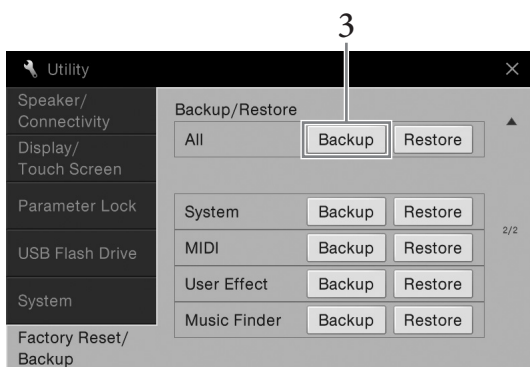 3
Utility
Speaker/
Connectivity
Display/
Touch Screen
Parameter Lock
USB Flash Drive
System
Factory Reset/
Backup
Backup/Restore
All Backup Restore
System Backup Restore
MIDI Backup Restore
User Effect Backup Restore
Music Finder Backup Restore
2/2